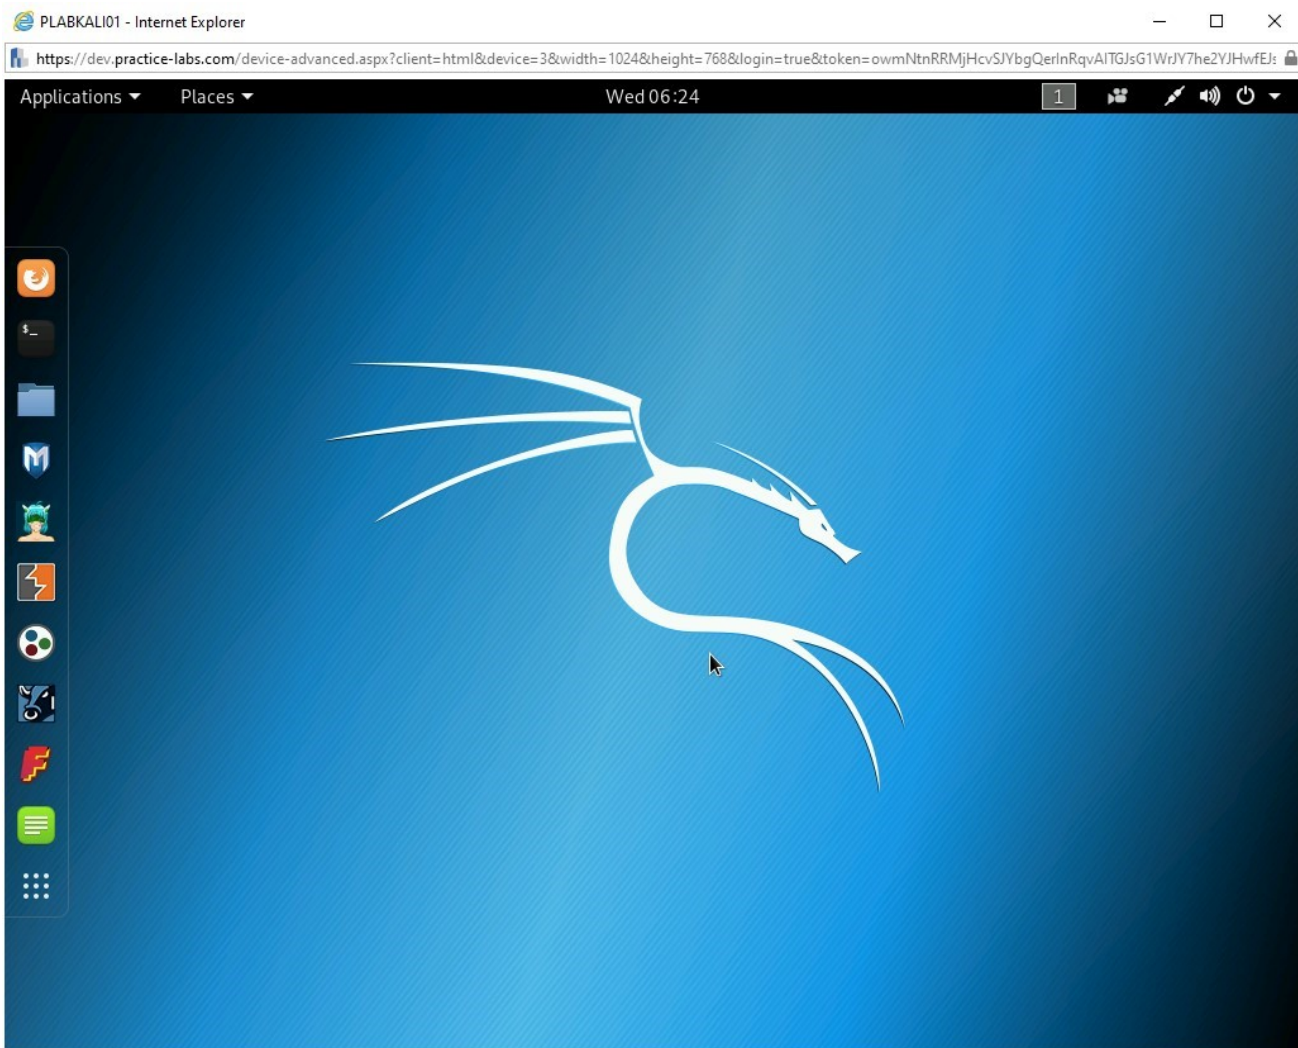 PLABKALI01 - Internet Explorer
https://dev.practice-labs.com/device-advanced.aspx?client=html&device=3&width=1024&height=768&login=true&token=owmNtnRRMjHcvSJYbgQerlnRqvAITGJsG1WrJY7he2YJHwfEJs
Applications Places Wed 06:24 1
$_